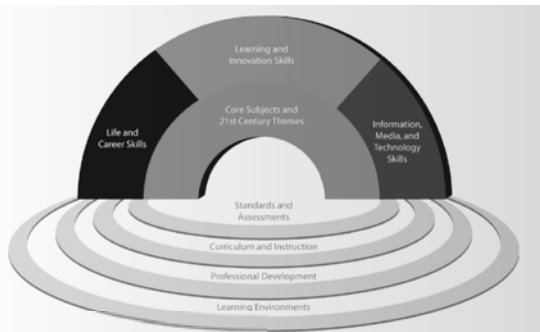 Learning and
Innovation Skills
Core Subjects and
21st Century Themes
Life and
Career Skills
Information,
Media, and
Technology
Skills
Standards and
Assessments
Curriculum and Instruction
Professional Development
Learning Environments